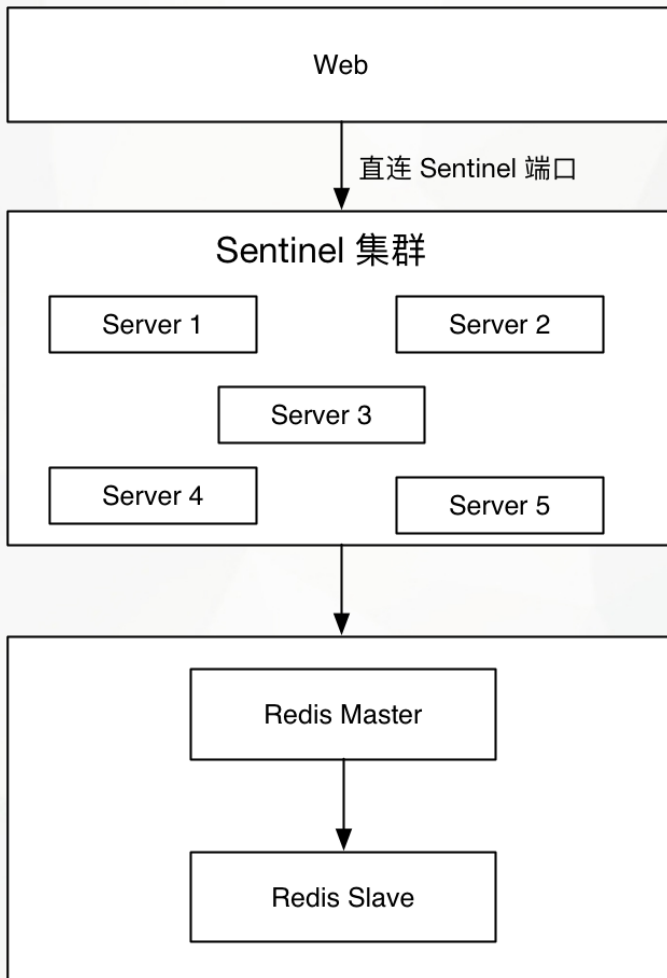 Web
直连 Sentinel 端口
Sentinel 集群
Server 1
Server 2
Server 3
Server 4
Server 5
Redis Master
Redis Slave